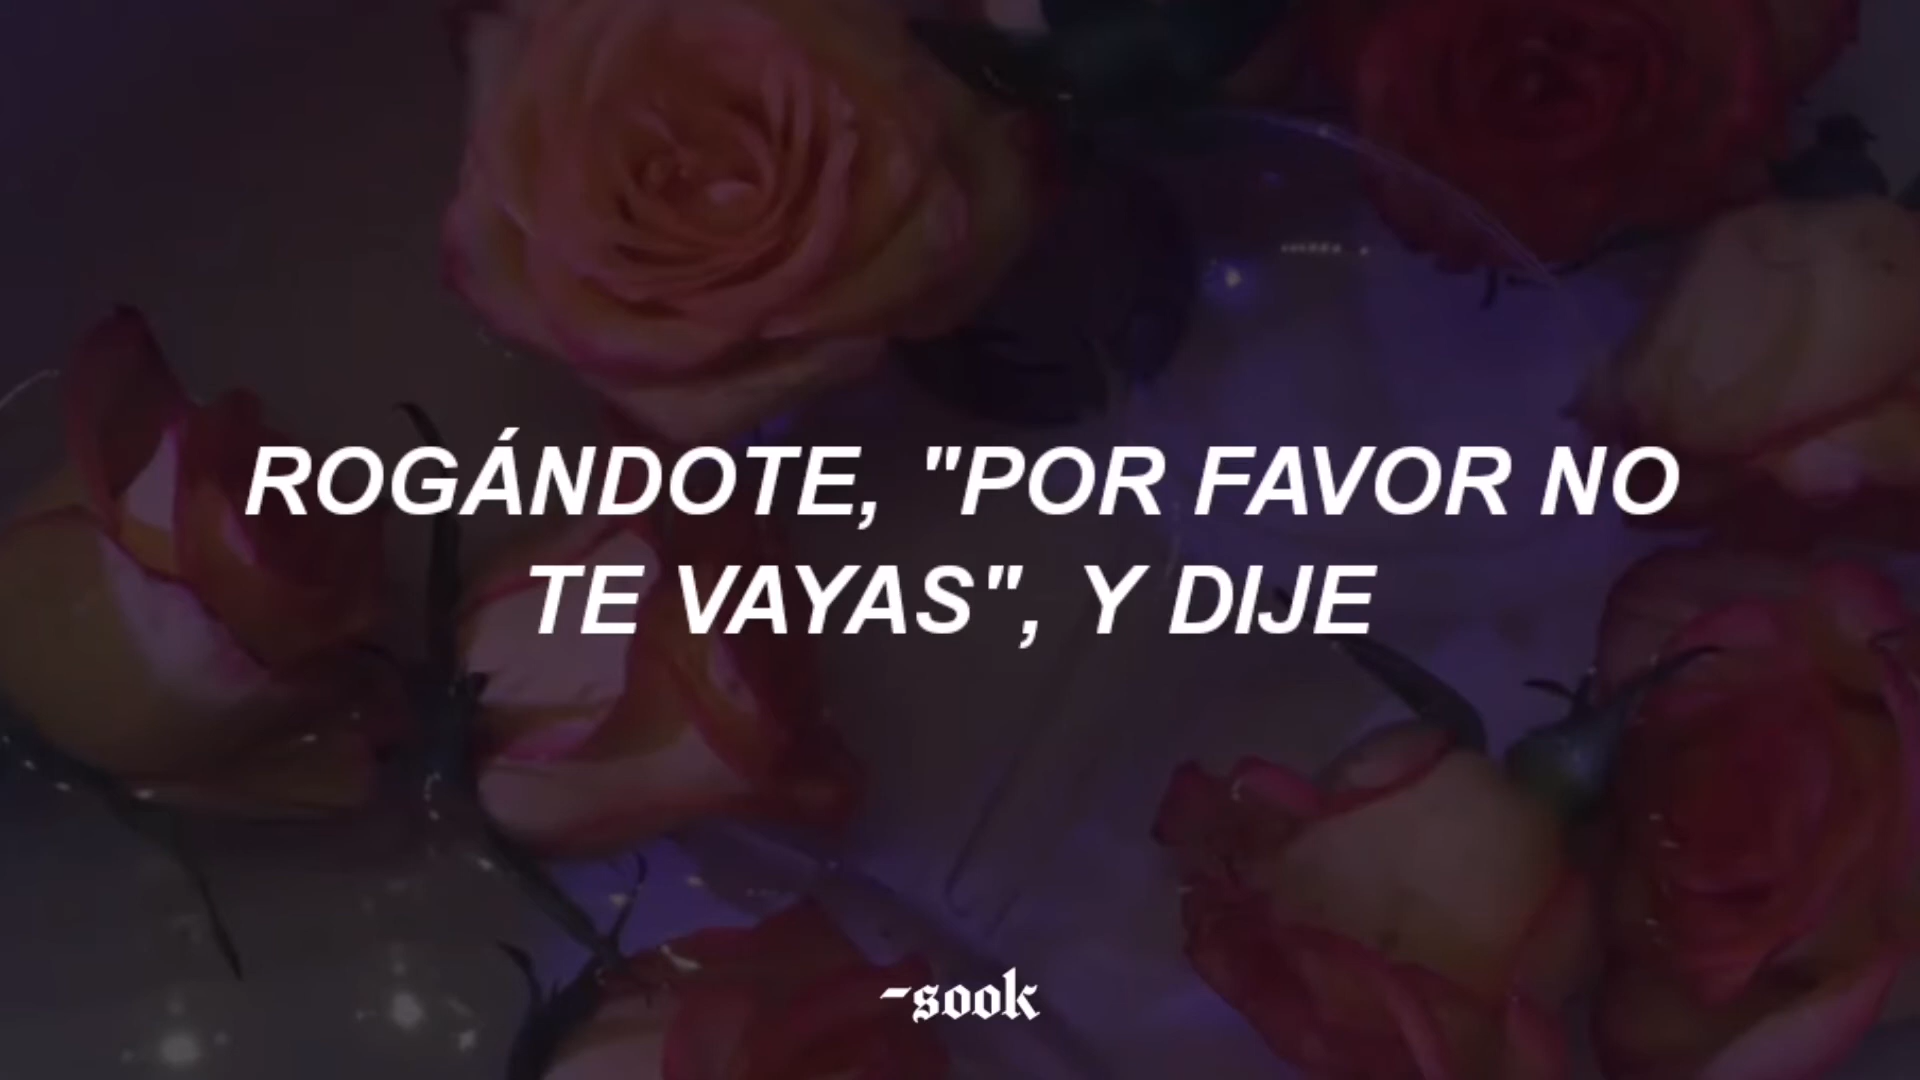 ROGÁNDOTE, "POR FAVOR NO
TE VAYAS", Y DIJE
-sook